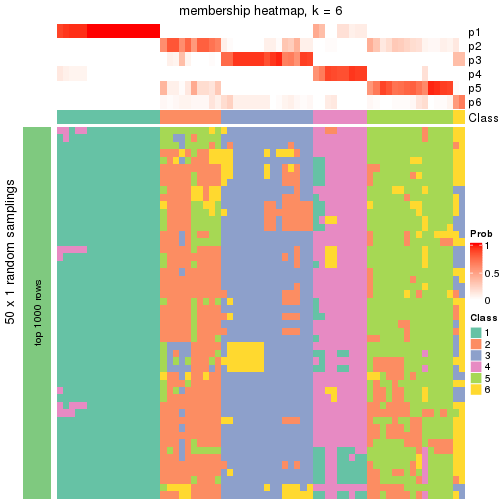 membership heatmap, k = 6
p1
p2
p3
p4
p5
p6
Class
50 x 1 random samplings
top 1000 rows
Prob
1
0.5
0
Class
1
2
3
4
5
6